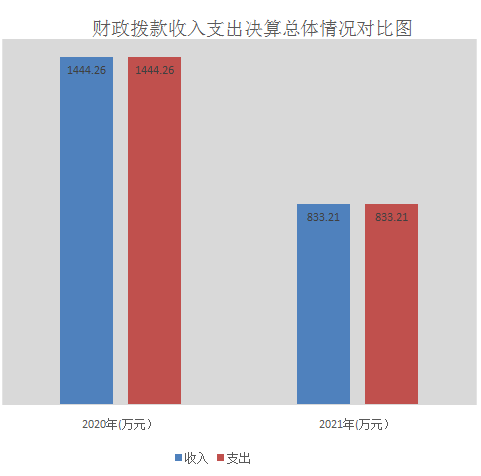 财政拨款收入支出决算总体情况对比图
1444.26 1444.26
833.21 833.21
2020年(万元） 2021年(万元）
收入 支出